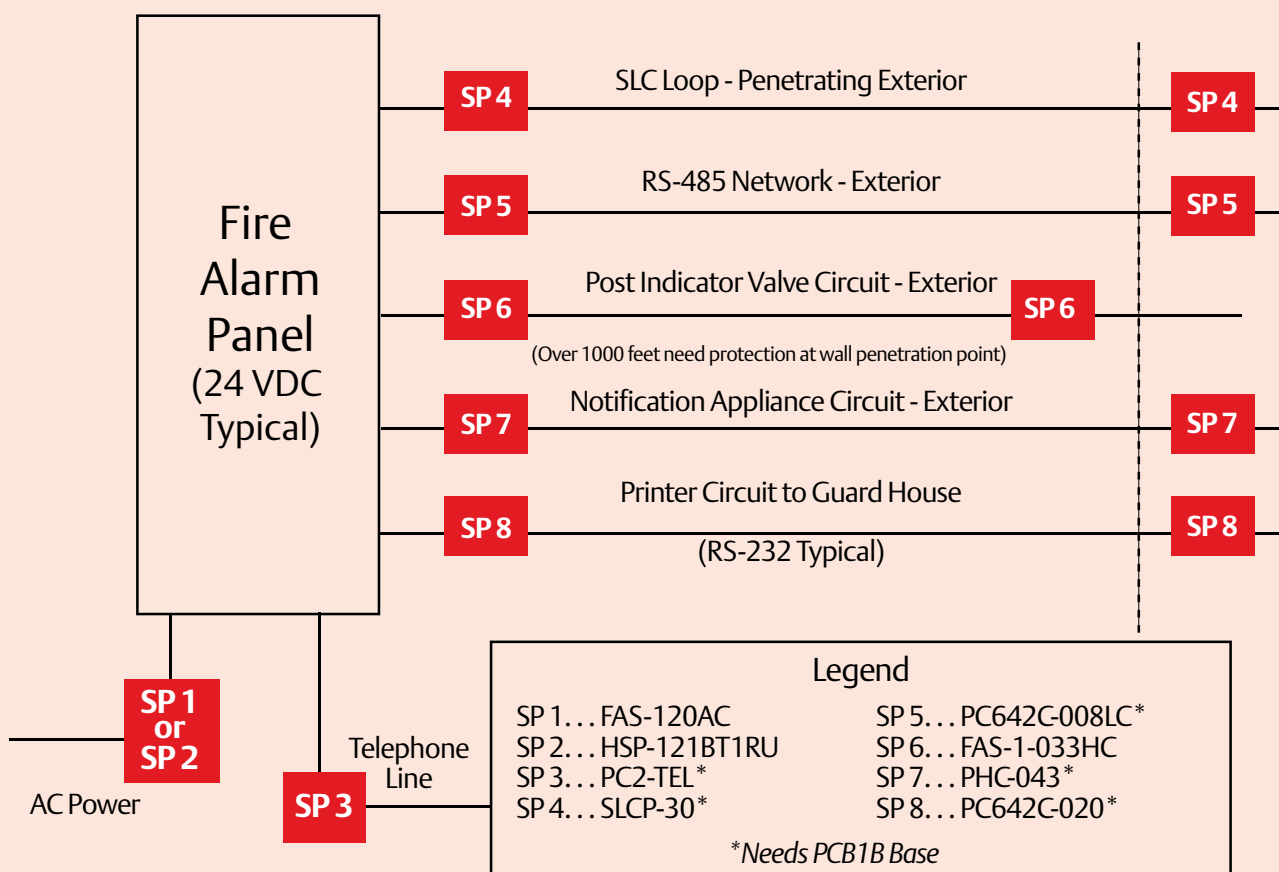 Fire
Alarm
Panel
(24 VDC
Typical)
SP 4
SLC Loop - Penetrating Exterior
SP 4
SP 5
RS-485 Network - Exterior
SP 5
SP 6
Post Indicator Valve Circuit - Exterior
SP 6
(Over 1000 feet need protection at wall penetration point)
SP 7
Notification Appliance Circuit - Exterior
SP 7
SP 8
Printer Circuit to Guard House
(RS-232 Typical)
SP 8
SP 1
or
SP 2
AC Power
SP 3
Telephone
Line
Legend
SP 1. . . FAS-120AC
SP 2. . . HSP-121BT1RU
SP 3. . . PC2-TEL*
SP 4. . . SLCP-30*
SP 5. . . PC642C-008LC*
SP 6. . . FAS-1-033HC
SP 7. . . PHC-043*
SP 8. . . PC642C-020*
*Needs PCB1B Base